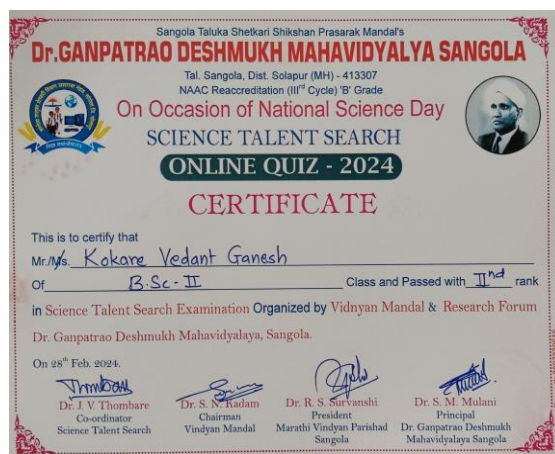 Sangola Taluka Shetkari Shikshan Prasarak Mandal's
Dr.GANPATRAO DESHMUKH MAHAVIDYALYA SANGOLA
Tal. Sangola, Dist. Solapur (MH) - 413307
NAAC Reaccreditation (IIIrd Cycle) 'B' Grade
On Occasion of National Science Day
SCIENCE TALENT SEARCH
ONLINE QUIZ - 2024
CERTIFICATE
This is to certify that
Mr./Ms. Kokare Vedant Ganesh
Of B.Sc-II Class and Passed with IInd rank
in Science Talent Search Examination Organized by Vidnyan Mandal & Research Forum
Dr. Ganpatrao Deshmukh Mahavidyalaya, Sangola.
On 28th Feb. 2024.
Thombare
Dr. J. V. Thombare Dr. S. N. Kadam Dr. R. S. Survanshi Dr. S. M. Mulani
Co-ordinator Chairman President Principal
Science Talent Search Vindyan Mandal Marathi Vindyan Parishad Dr. Ganpatrao Deshmukh
Sangola Mahavidyalaya Sangola